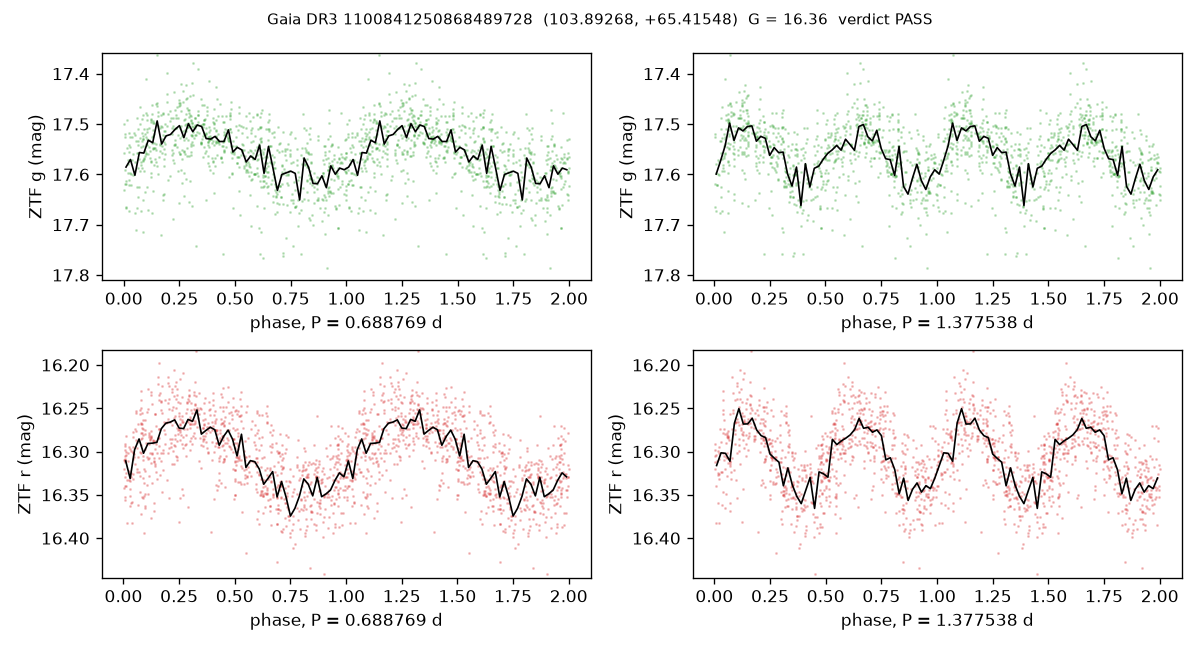 Gaia DR3 1100841250868489728  (103.89268, +65.41548)  G = 16.36  verdict PASS
ZTF g (mag)
17.4
17.5
17.6
17.7
17.8
0.00 0.25 0.50 0.75 1.00 1.25 1.50 1.75 2.00
phase, P = 0.688769 d
ZTF g (mag)
17.4
17.5
17.6
17.7
17.8
0.00 0.25 0.50 0.75 1.00 1.25 1.50 1.75 2.00
phase, P = 1.377538 d
ZTF r (mag)
16.20
16.25
16.30
16.35
16.40
0.00 0.25 0.50 0.75 1.00 1.25 1.50 1.75 2.00
phase, P = 0.688769 d
ZTF r (mag)
16.20
16.25
16.30
16.35
16.40
0.00 0.25 0.50 0.75 1.00 1.25 1.50 1.75 2.00
phase, P = 1.377538 d